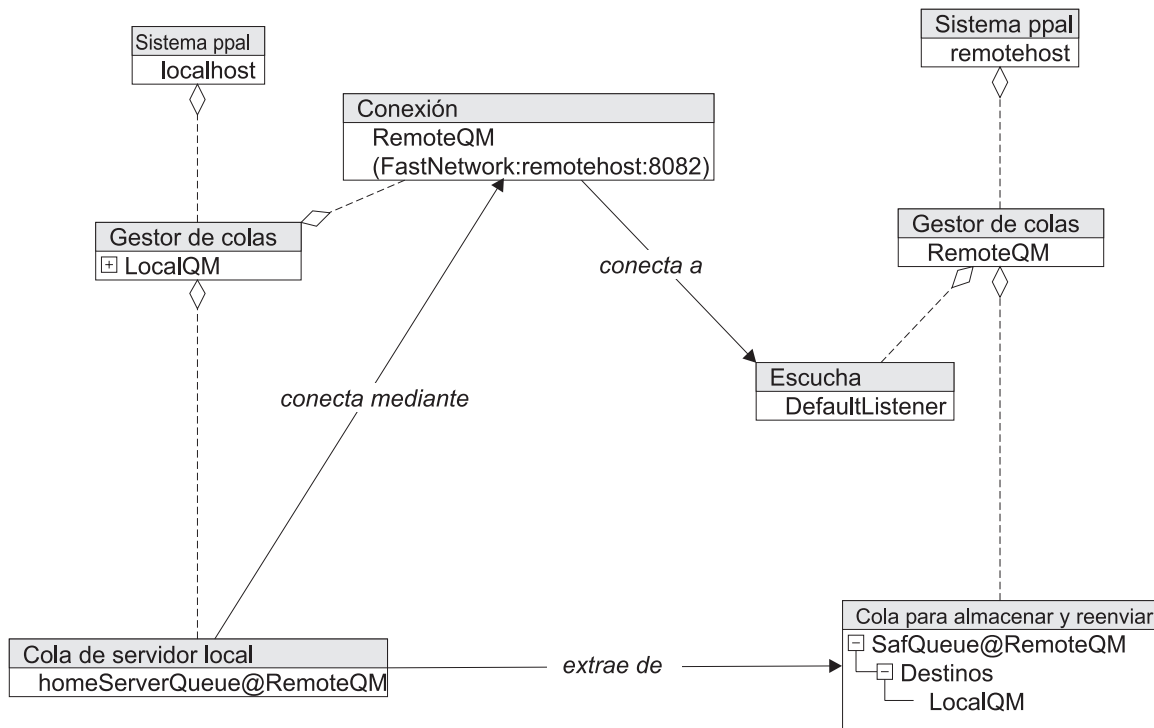 Sistema ppal
localhost
Sistema ppal
remotehost
Conexión
RemoteQM
(FastNetwork:remotehost:8082)
Gestor de colas
LocalQM
Gestor de colas
RemoteQM
conecta a
Escucha
DefaultListener
conecta mediante
Cola de servidor local
homeServerQueue@RemoteQM
extrae de
Cola para almacenar y reenviar
SafQueue@RemoteQM
Destinos
LocalQM